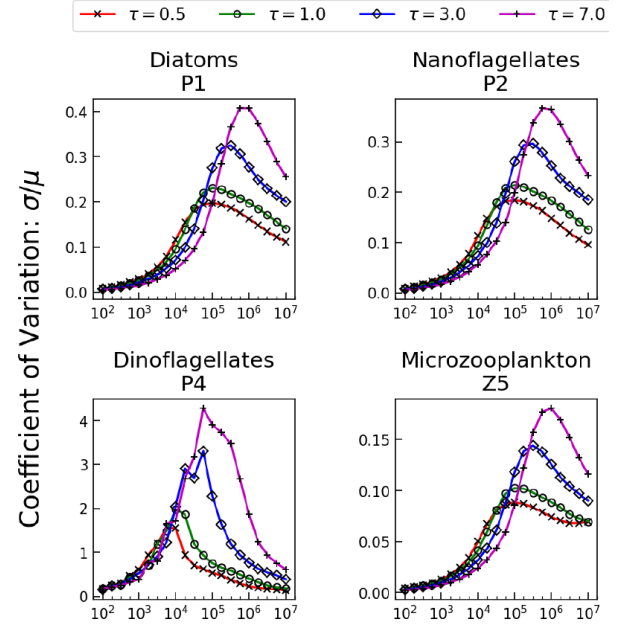 τ = 0.5 τ = 1.0 τ = 3.0 τ = 7.0
Diatoms
P1
Nanoflagellates
P2
Coefficient of Variation: σ/μ
0.4
0.3
0.2
0.1
0.0
10² 10³ 10⁴ 10⁵ 10⁶ 10⁷
0.3
0.2
0.1
0.0
10² 10³ 10⁴ 10⁵ 10⁶ 10⁷
Dinoflagellates
P4
Microzooplankton
Z5
4
3
2
1
0
10² 10³ 10⁴ 10⁵ 10⁶ 10⁷
0.15
0.10
0.05
0.00
10² 10³ 10⁴ 10⁵ 10⁶ 10⁷